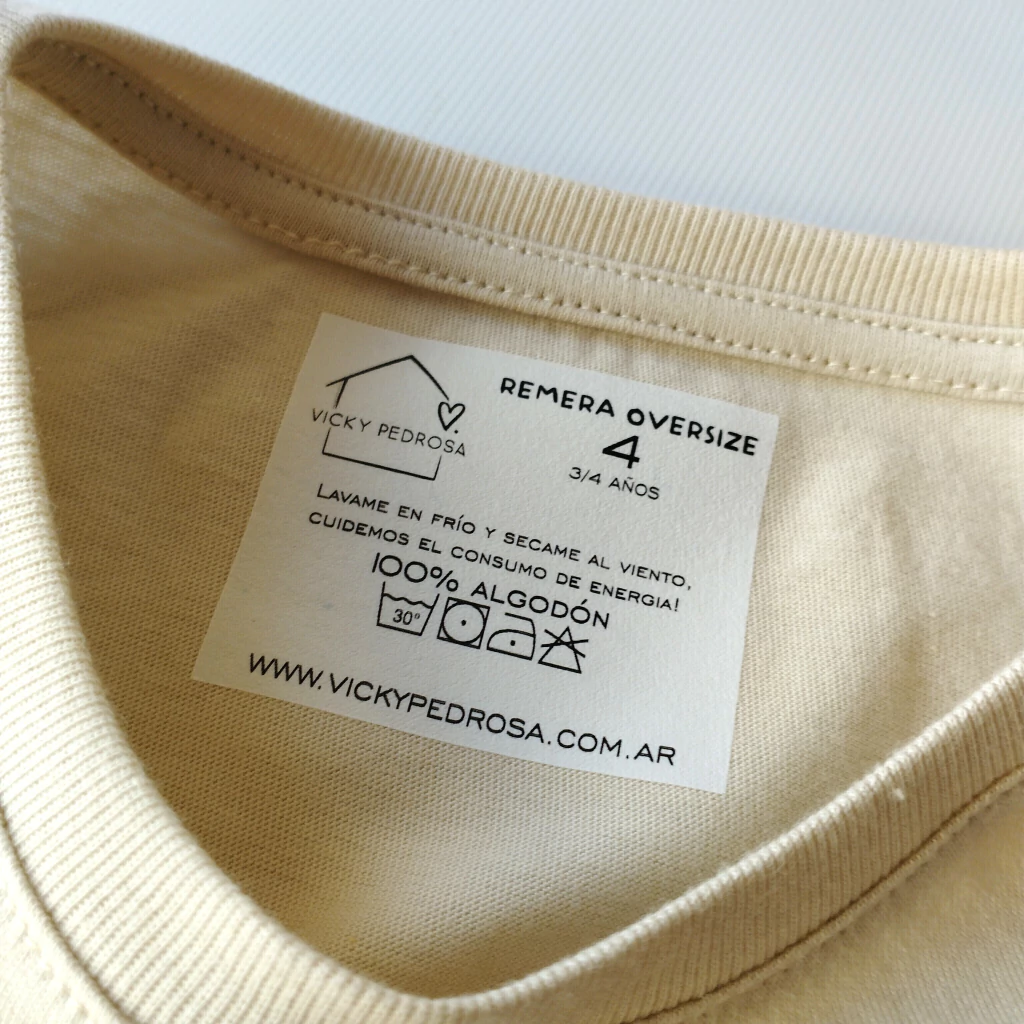 VICKY PEDROSA
REMERA OVERSIZE
4
3/4 AÑOS
LAVAME EN FRÍO Y SECAME AL VIENTO,
CUIDEMOS EL CONSUMO DE ENERGIA!
100% ALGODÓN
30°
WWW.VICKYPEDROSA.COM.AR